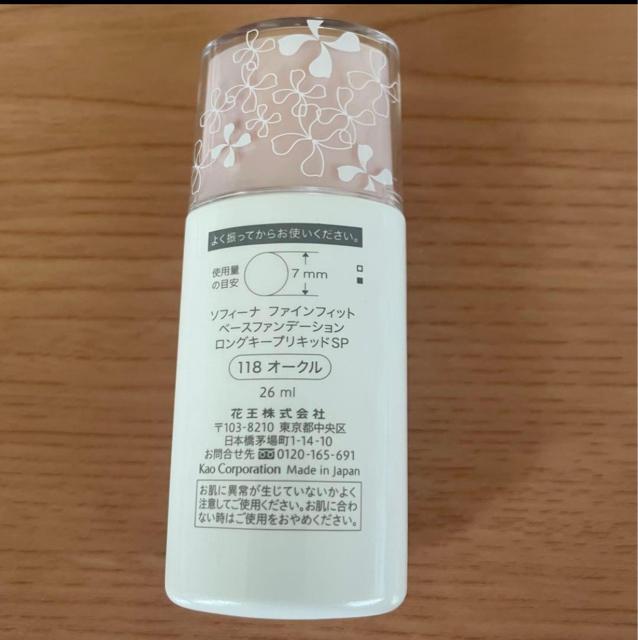 よく振ってからお使いください。
使用量
の目安
7 mm
ソフィーナ ファインフィット
ベースファンデーション
ロングキープリキッドSP
118 オークル
26 ml
花王株式会社
〒103-8210 東京都中央区
日本橋茅場町1-14-10
お問合せ先 0120-165-691
Kao Corporation Made in Japan
お肌に異常が生じていないかよく
注意してご使用ください。お肌に合わ
ない時はご使用をおやめください。